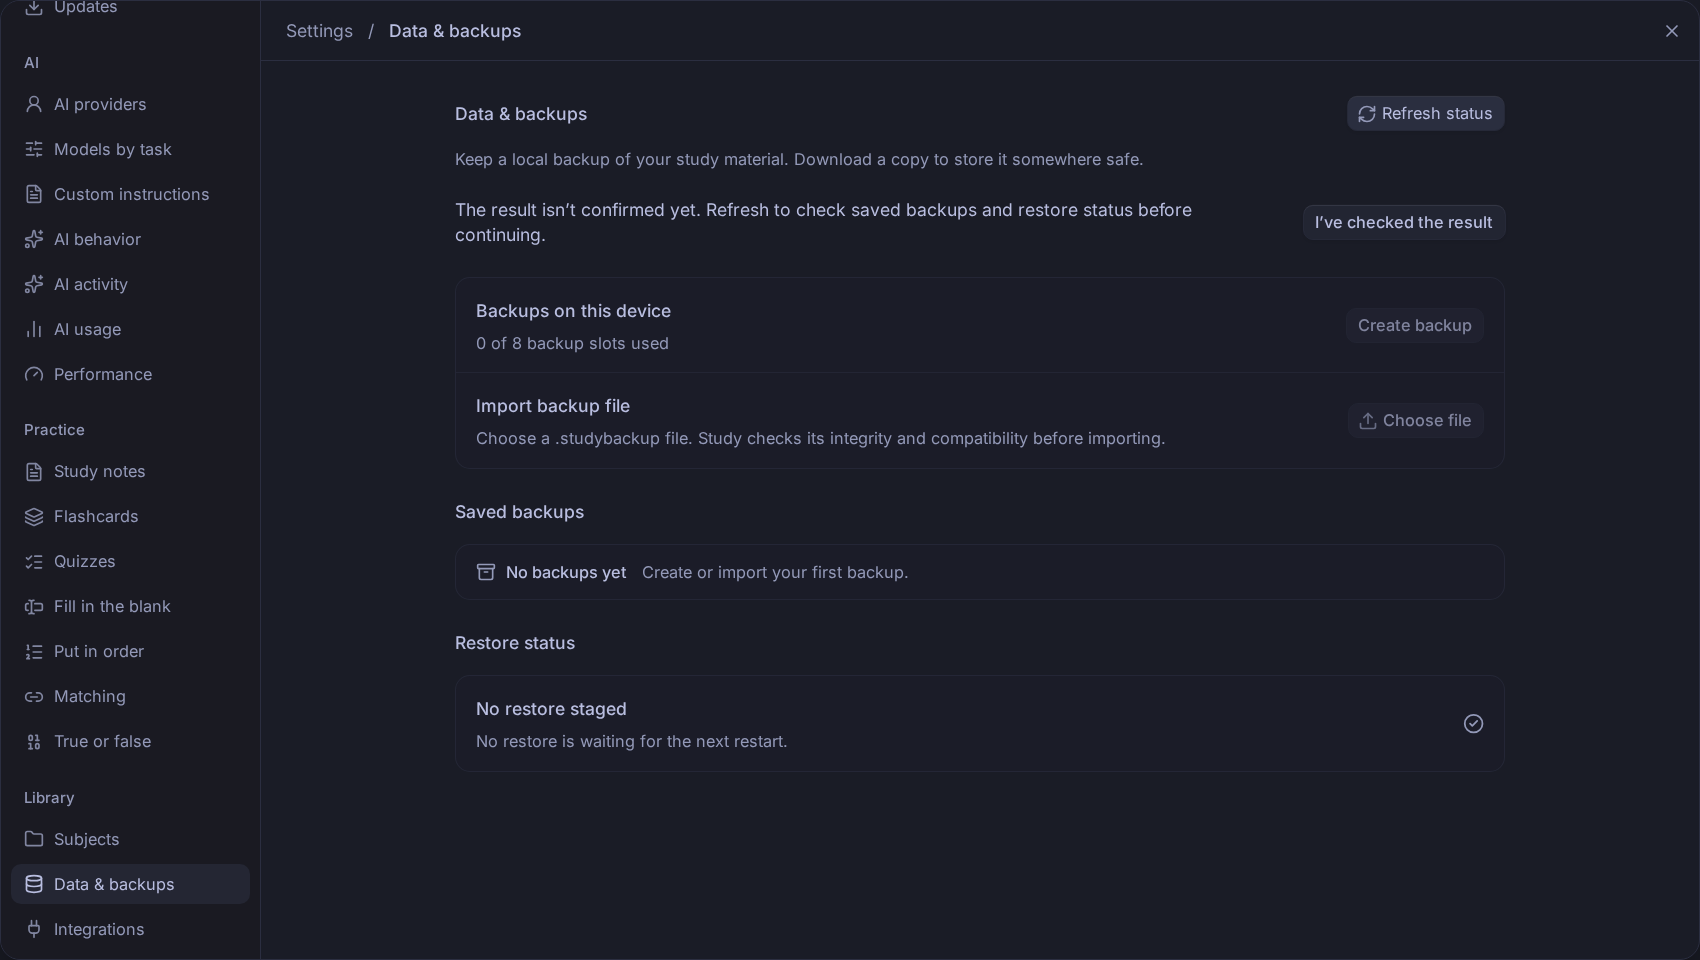 Updates
AI
AI providers
Models by task
Custom instructions
AI behavior
AI activity
AI usage
Performance
Practice
Study notes
Flashcards
Quizzes
Fill in the blank
Put in order
Matching
True or false
Library
Subjects
Data & backups
Integrations
Settings / Data & backups
Data & backups
Refresh status
Keep a local backup of your study material. Download a copy to store it somewhere safe.
The result isn’t confirmed yet. Refresh to check saved backups and restore status before
continuing.
I’ve checked the result
Backups on this device
0 of 8 backup slots used
Create backup
Import backup file
Choose a .studybackup file. Study checks its integrity and compatibility before importing.
Choose file
Saved backups
No backups yet Create or import your first backup.
Restore status
No restore staged
No restore is waiting for the next restart.